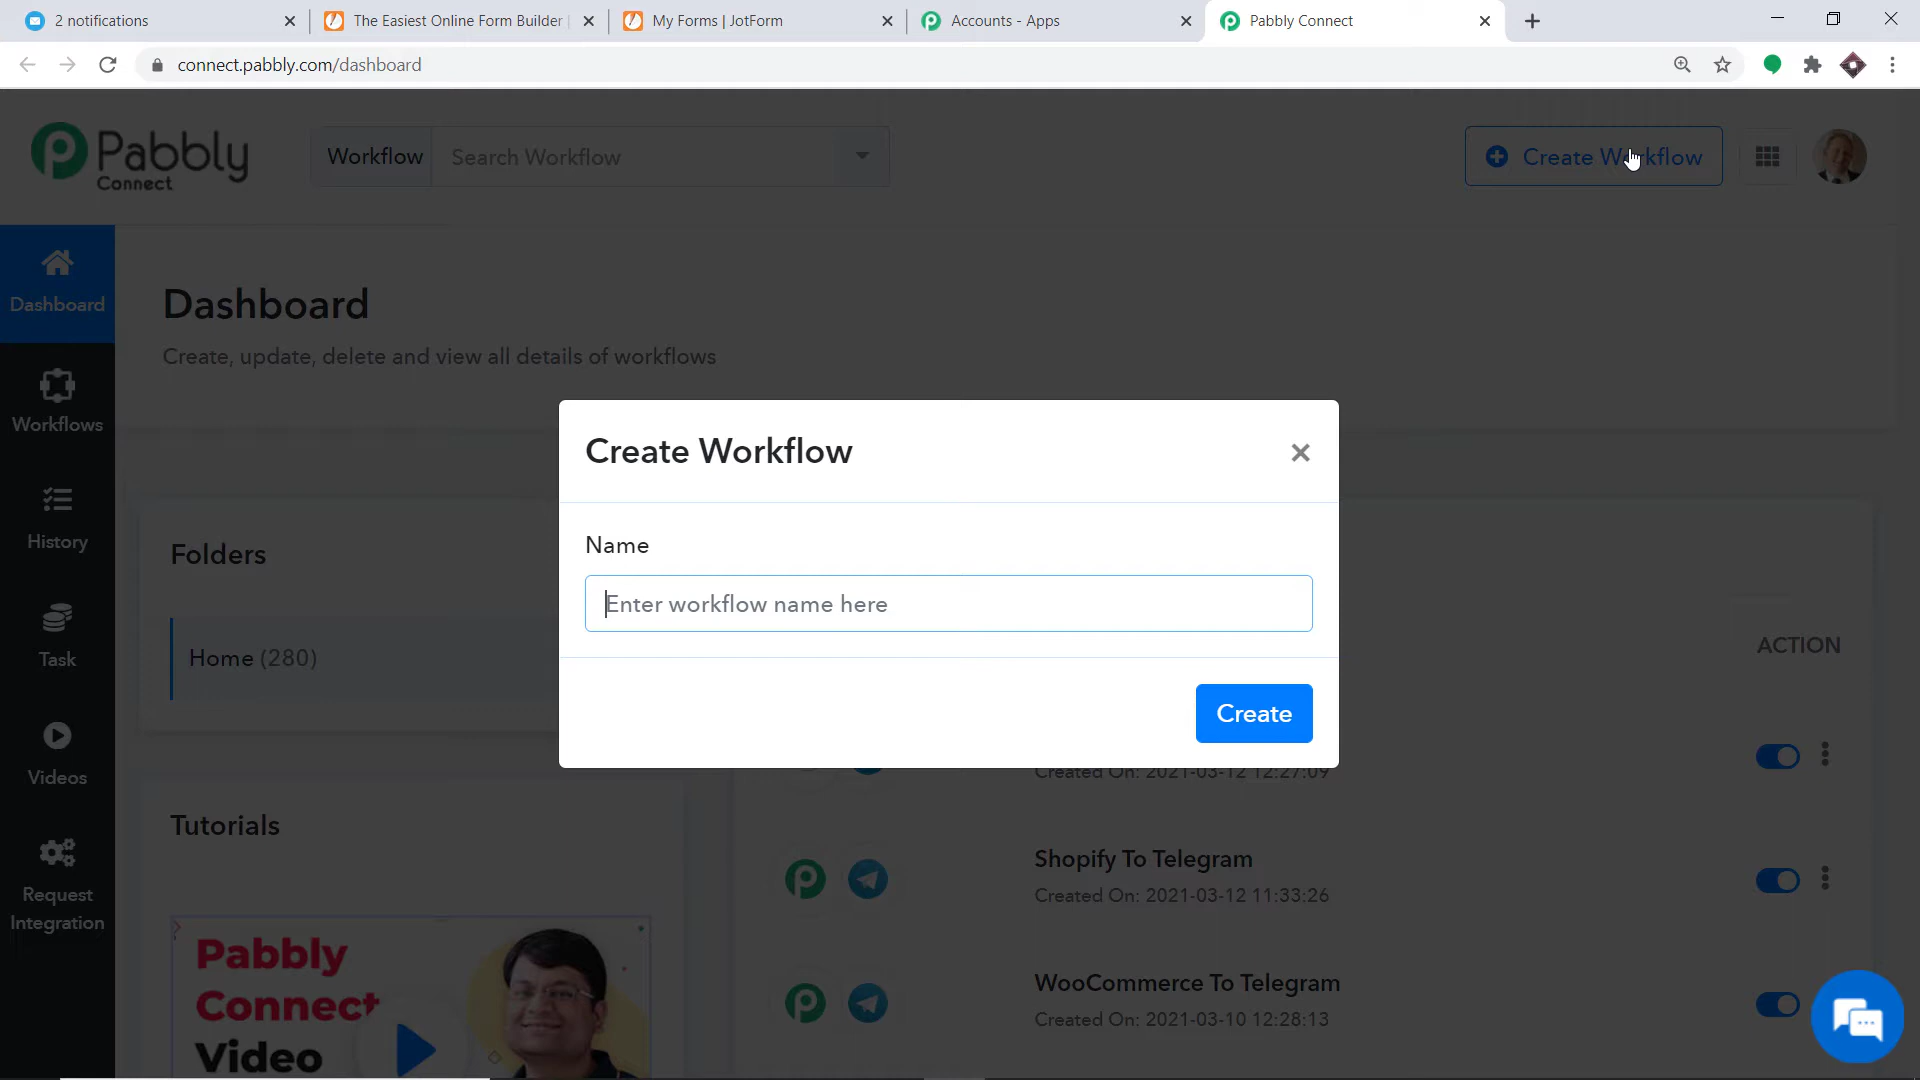 2 notifications
The Easiest Online Form Builder
My Forms | JotForm
Accounts - Apps
Pabbly Connect
connect.pabbly.com/dashboard
Pabbly
Connect
Workflow
Search Workflow
Create Workflow
Dashboard
Workflows
History
Task
Videos
Request
Integration
Dashboard
Create, update, delete and view all details of workflows
Folders
Home (280)
Tutorials
Pabbly
Connect
Video
Create Workflow
Name
Enter workflow name here
Create
ACTION
Created On: 2021-03-12 12:27:09
Shopify To Telegram
Created On: 2021-03-12 11:33:26
WooCommerce To Telegram
Created On: 2021-03-10 12:28:13